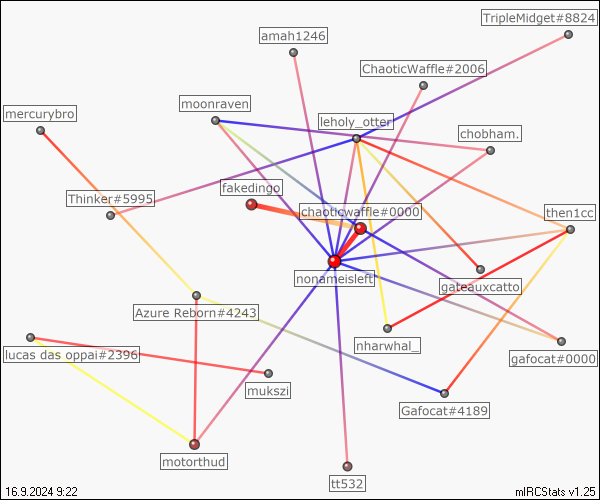 TripleMidget#8824
amah1246
ChaoticWaffle#2006
moonraven
mercurybro
leholy_otter
chobham.
fakedingo
Thinker#5995
chaoticwaffle#0000
then1cc
nonameisleft
gateauxcatto
Azure Reborn#4243
nharwhal_
lucas das oppai#2396
gafocat#0000
mukszi
Gafocat#4189
motorthud
tt532
16.9.2024 9:22
mIRCStats v1.25